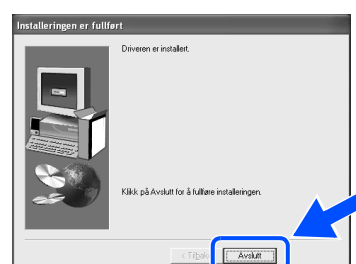 Installeringen er fullført
Driveren er installert.
Klikk på Avslutt for å fullføre installeringen.
< Tilbake
Avslutt